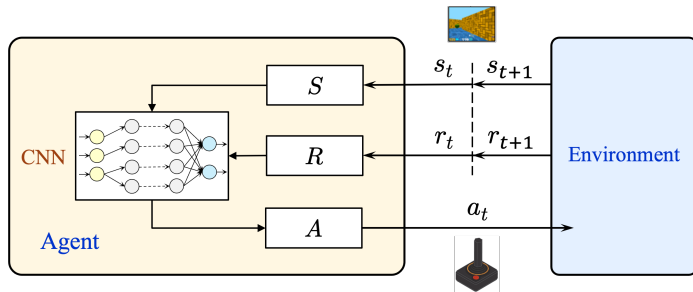 S
s_t
s_{t+1}
CNN
R
r_t
r_{t+1}
Environment
A
a_t
Agent